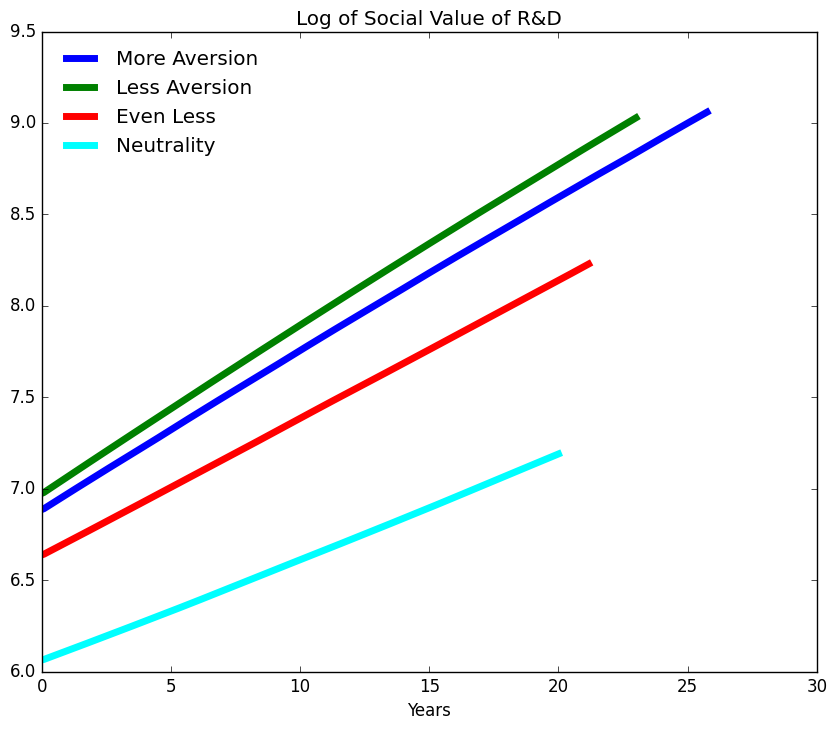 Log of Social Value of R&D
9.5
9.0
8.5
8.0
7.5
7.0
6.5
6.0
More Aversion
Less Aversion
Even Less
Neutrality
0 5 10 15 20 25 30
Years